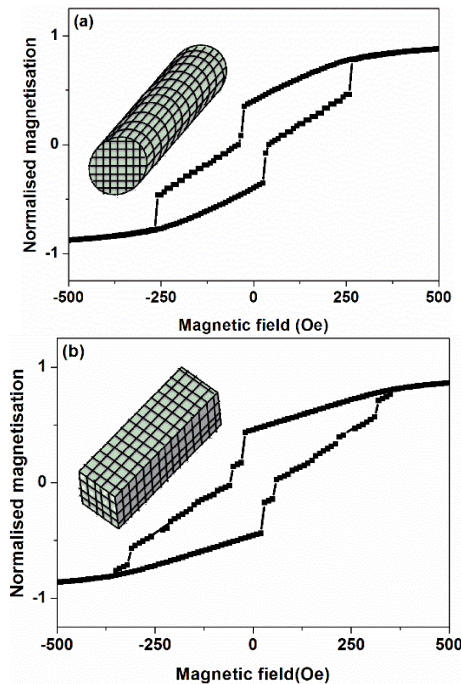 (a)
1
0
-1
Normalised magnetisation
-500 -250 0 250 500
Magnetic field (Oe)
(b)
1
0
-1
Normalised magnetisation
-500 -250 0 250 500
Magnetic field(Oe)